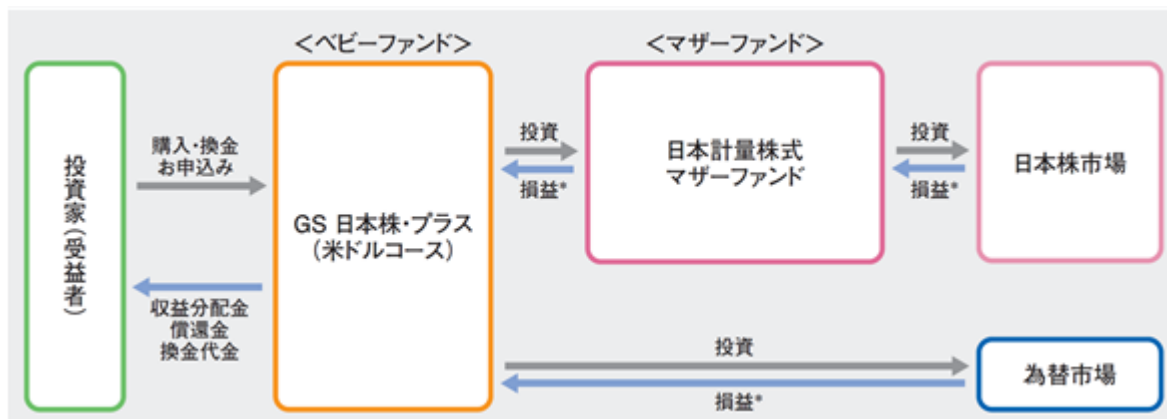 ＜ベビーファンド＞
＜マザーファンド＞
投資家（受益者）
購入・換金
お申込み
収益分配金
償還金
換金代金
GS 日本株・プラス
（米ドルコース）
投資
損益*
日本計量株式
マザーファンド
投資
損益*
日本株市場
投資
損益*
為替市場